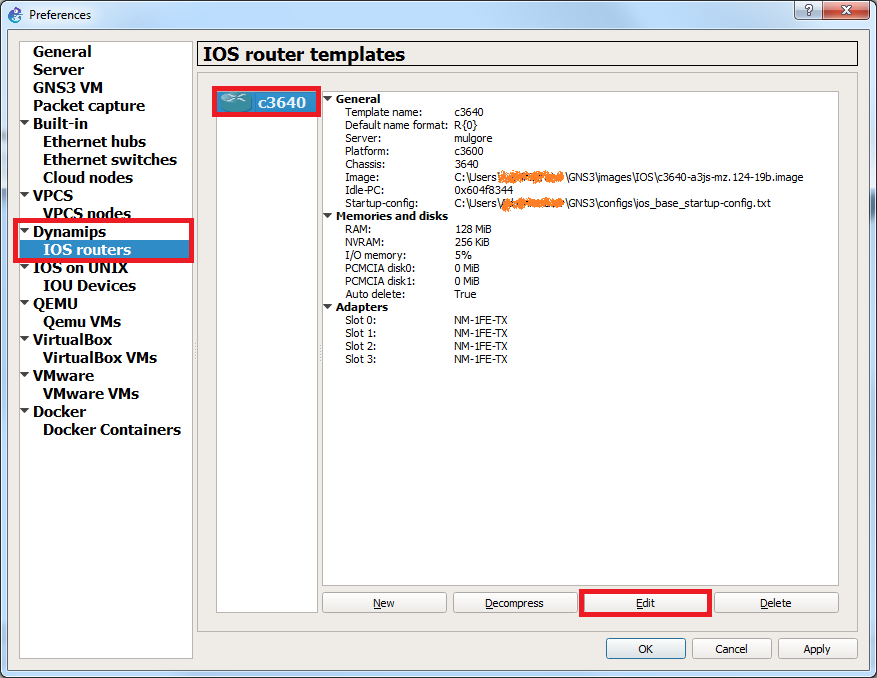 Preferences
General
Server
GNS3 VM
Packet capture
Built-in
Ethernet hubs
Ethernet switches
Cloud nodes
VPCS
VPCS nodes
Dynamips
IOS routers
IOS on UNIX
IOU Devices
QEMU
Qemu VMs
VirtualBox
VirtualBox VMs
VMware
VMware VMs
Docker
Docker Containers
IOS router templates
c3640
General
Template name: c3640
Default name format: R{0}
Server: mulgore
Platform: c3600
Chassis: 3640
Image: C:\Users\ \GNS3\images\IOS\c3640-a3js-mz.124-19b.image
Idle-PC: 0x604f8344
Startup-config: C:\Users\ \GNS3\configs\ios_base_startup-config.txt
Memories and disks
RAM: 128 MiB
NVRAM: 256 KiB
I/O memory: 5%
PCMCIA disk0: 0 MiB
PCMCIA disk1: 0 MiB
Auto delete: True
Adapters
Slot 0: NM-1FE-TX
Slot 1: NM-1FE-TX
Slot 2: NM-1FE-TX
Slot 3: NM-1FE-TX
New Decompress Edit Delete
OK Cancel Apply